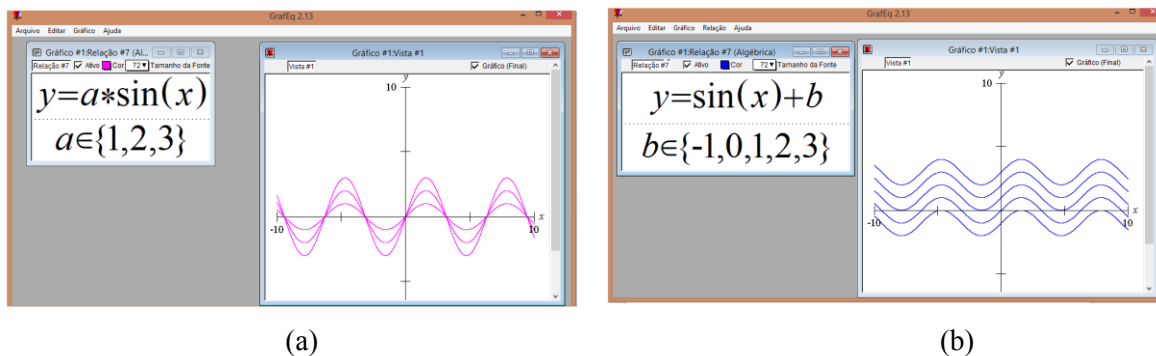 GrafEq 2.13
Arquivo Editar Gráfico Ajuda
Gráfico #1:Relação #7 (Al...
Relação #7 Ativo Cor 72 Tamanho da Fonte
y=a*sin(x)
a∈{1,2,3}
Gráfico #1:Vista #1
Vista #1 Gráfico (Final)
y
10
-10
10
x
(a)
GrafEq 2.13
Arquivo Editar Gráfico Relação Ajuda
Gráfico #1:Relação #7 (Algébrica)
Relação #7 Ativo Cor 72 Tamanho da Fonte
y=sin(x)+b
b∈{-1,0,1,2,3}
Gráfico #1:Vista #1
Vista #1 Gráfico (Final)
y
10
-10
10
x
(b)